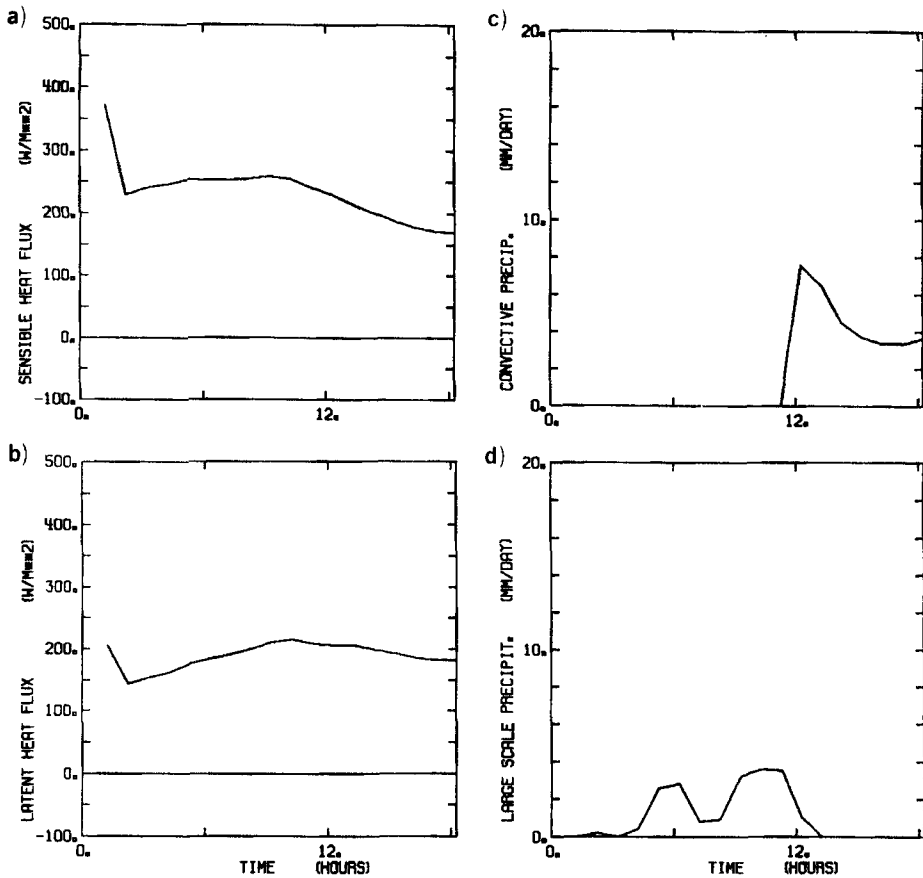 a)
500.
400.
300.
200.
100.
0.
-100.
SENSIBLE HEAT FLUX (W/M**2)
0.
12.
c)
20.
10.
0.
CONVECTIVE PRECIP. (MM/DAY)
0.
12.
b)
500.
400.
300.
200.
100.
0.
-100.
LATENT HEAT FLUX (W/M**2)
0.
12.
TIME (HOURS)
d)
20.
10.
0.
LARGE SCALE PRECIPIT. (MM/DAY)
0.
12.
TIME (HOURS)